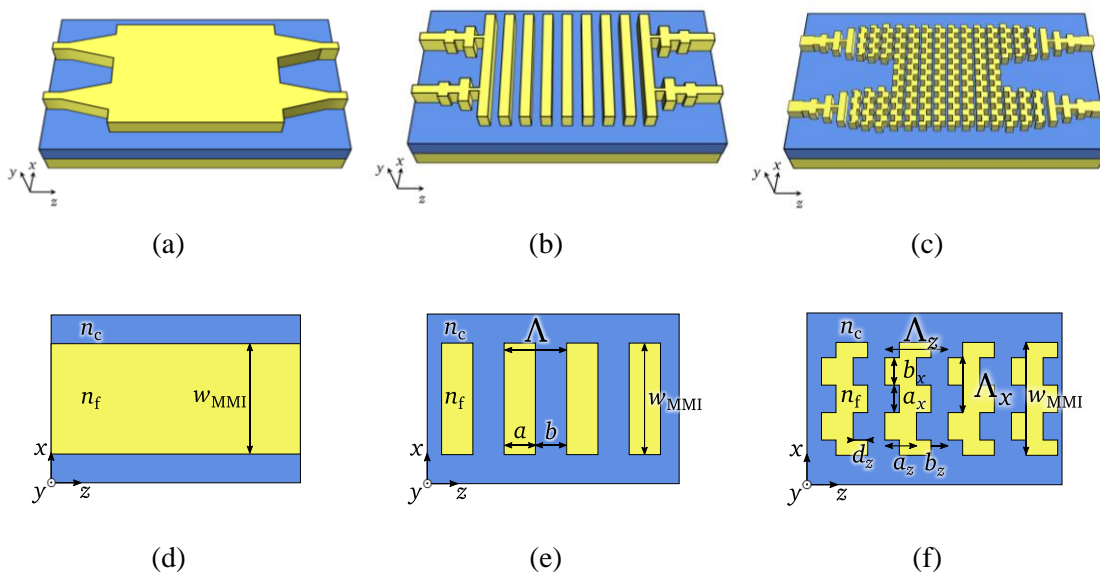 y x z
y x z
y x z
(a) (b) (c)
n_c
n_f w_MMI
x
y z
n_c Λ
n_f w_MMI
a b
x
y z
n_c Λ_z
b_x
n_f a_x Λ_x w_MMI
d_z a_z b_z
x
y z
(d) (e) (f)